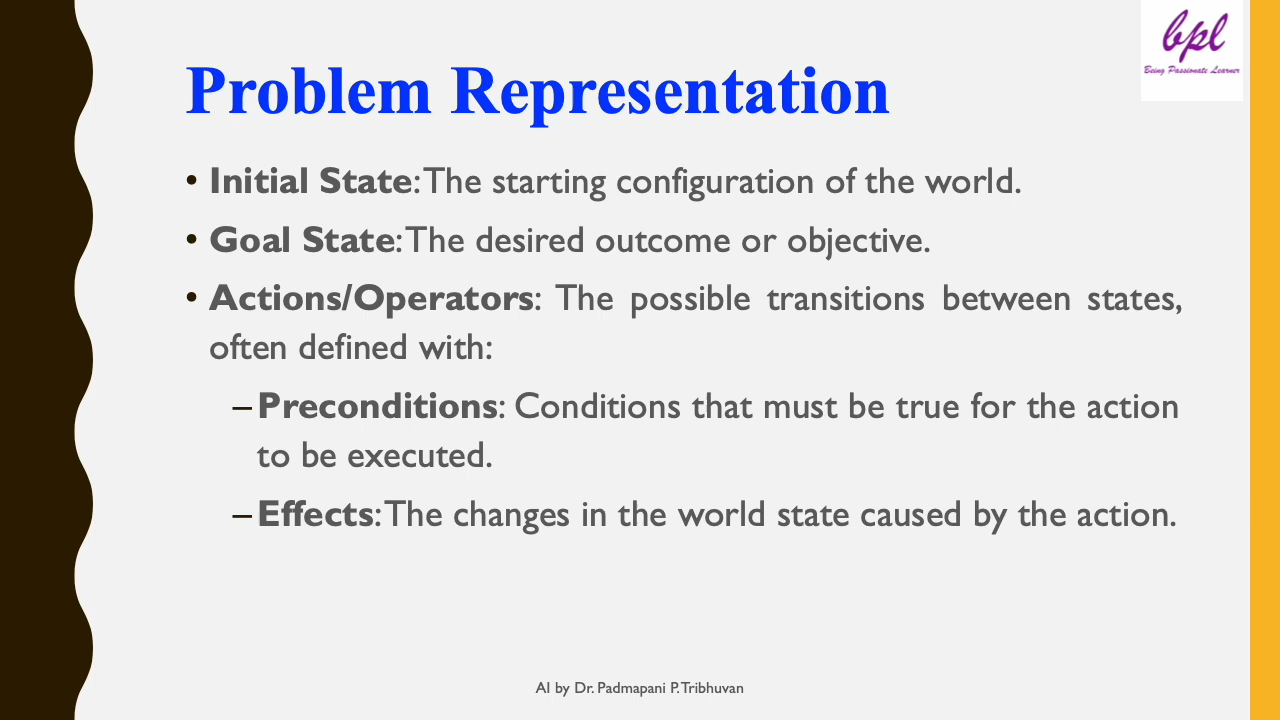 bpl
Being Passionate Learner
Problem Representation
• Initial State: The starting configuration of the world.
• Goal State: The desired outcome or objective.
• Actions/Operators: The possible transitions between states,
often defined with:
– Preconditions: Conditions that must be true for the action
to be executed.
– Effects: The changes in the world state caused by the action.
AI by Dr. Padmapani P. Tribhuvan